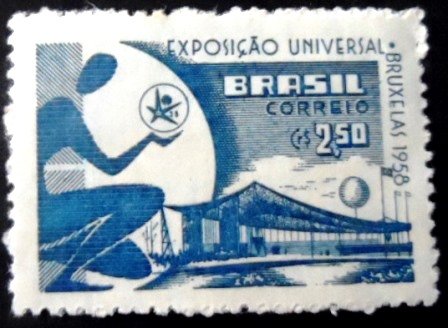 EXPOSIÇÃO UNIVERSAL • BRUXELAS 1958
BRASIL
CORREIO
Cr$ 2,50